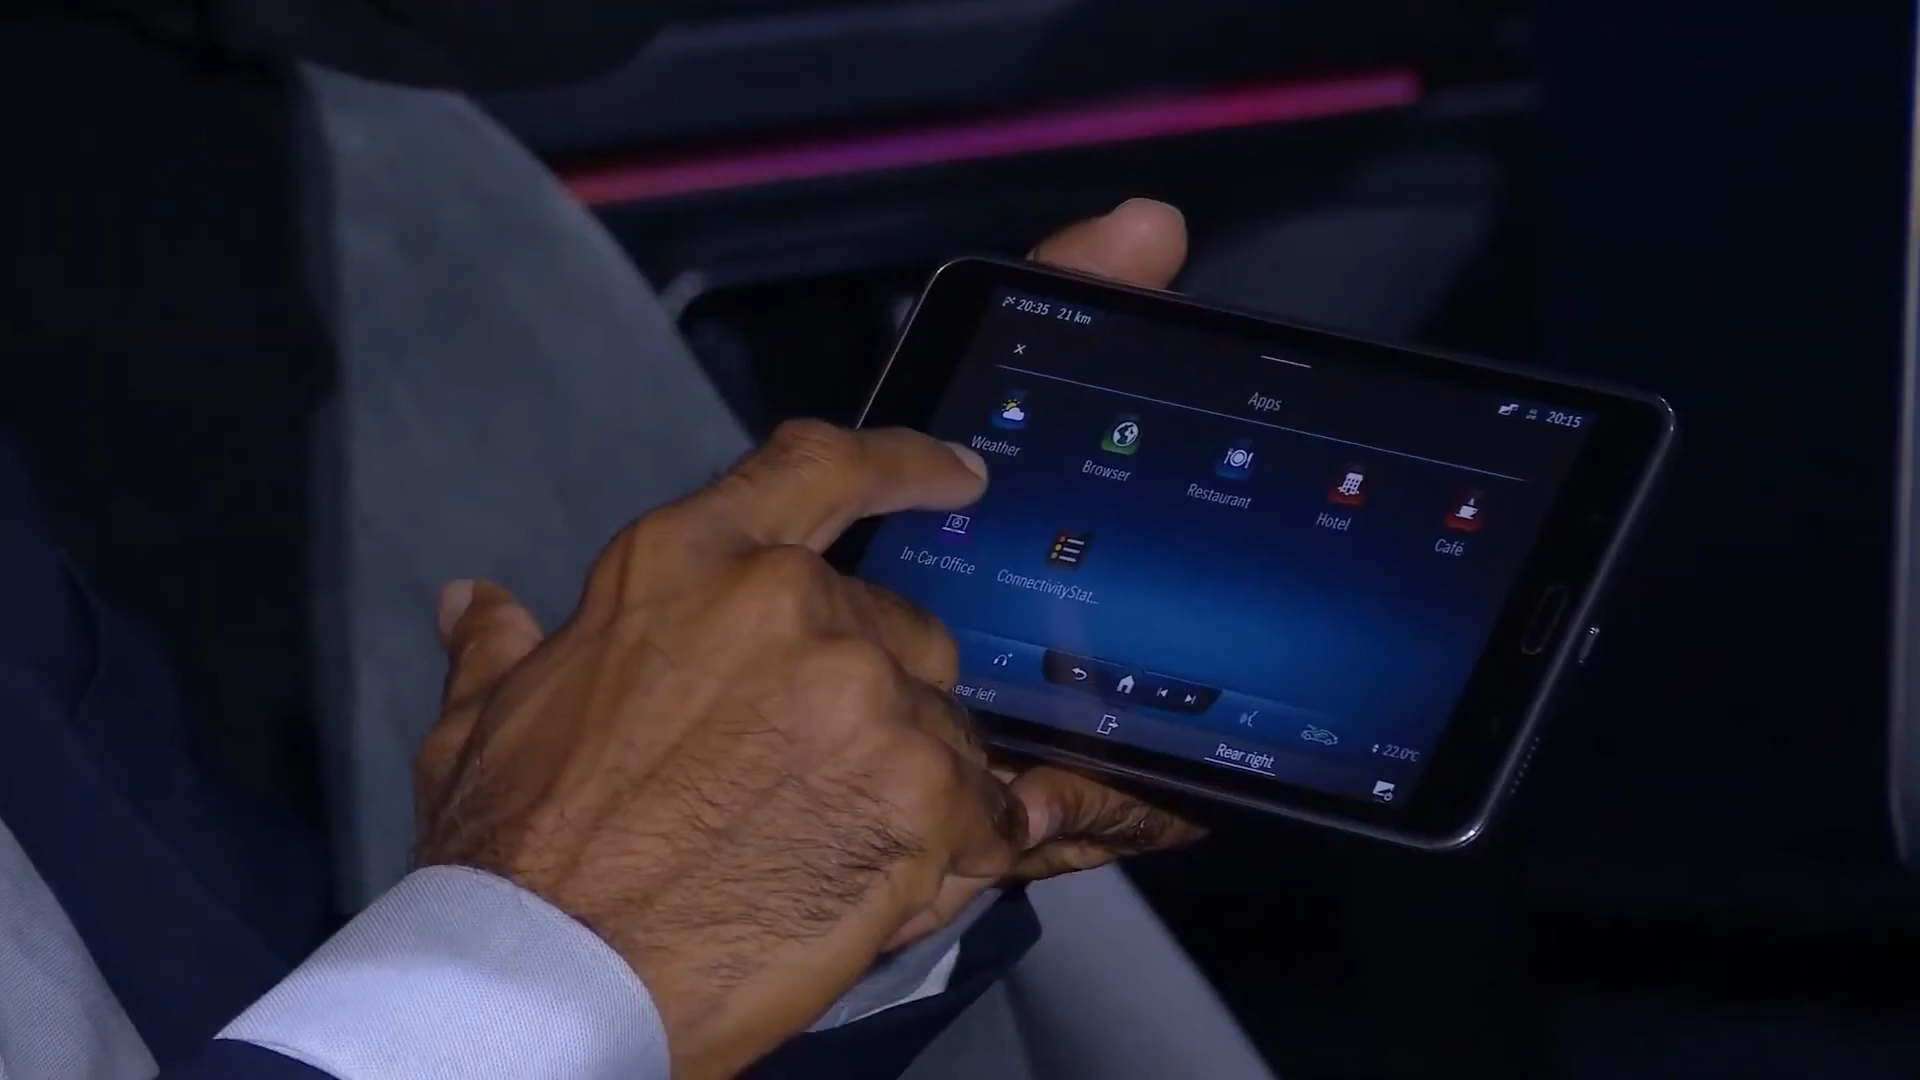 20:35 21 km
20:15
Apps
Weather
Browser
Restaurant
Hotel
Café
In-Car Office
ConnectivityStat...
ear left
Rear right
22.0°C